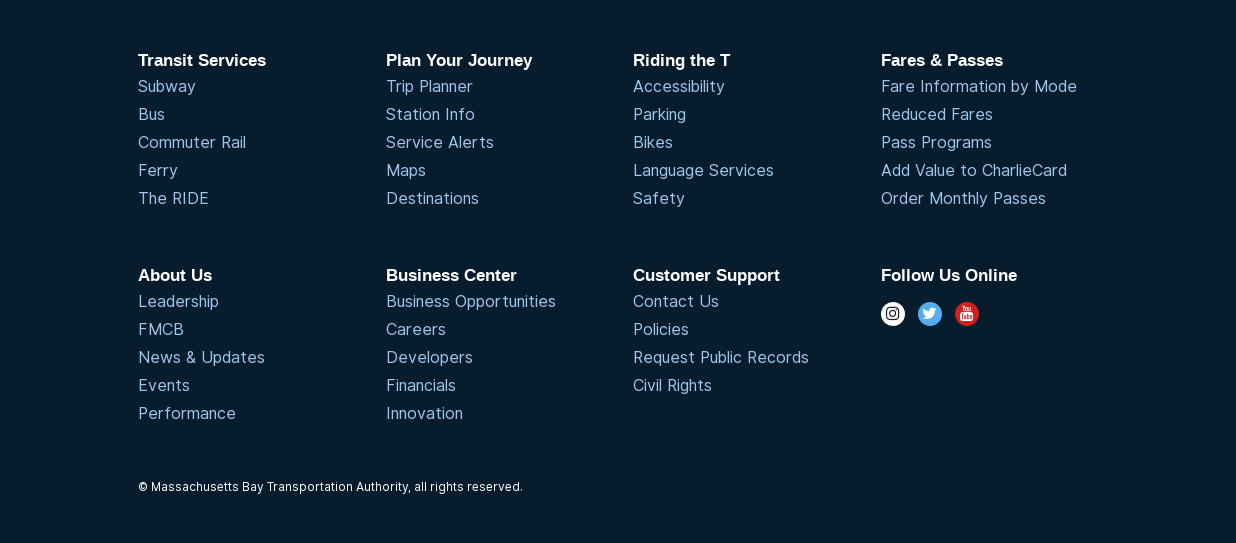 Transit Services
Subway
Bus
Commuter Rail
Ferry
The RIDE
Plan Your Journey
Trip Planner
Station Info
Service Alerts
Maps
Destinations
Riding the T
Accessibility
Parking
Bikes
Language Services
Safety
Fares & Passes
Fare Information by Mode
Reduced Fares
Pass Programs
Add Value to CharlieCard
Order Monthly Passes
About Us
Leadership
FMCB
News & Updates
Events
Performance
Business Center
Business Opportunities
Careers
Developers
Financials
Innovation
Customer Support
Contact Us
Policies
Request Public Records
Civil Rights
Follow Us Online
You
Tube
© Massachusetts Bay Transportation Authority, all rights reserved.